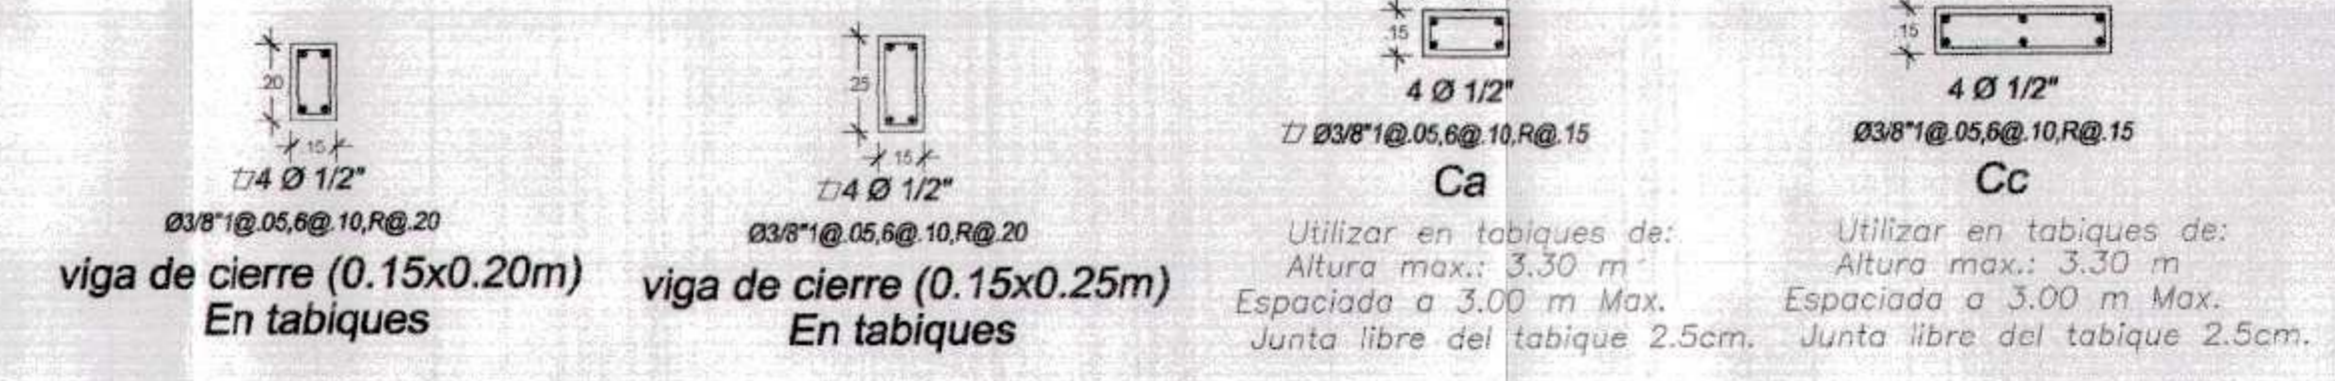 20
15
4 Ø 1/2"
Ø3/8"1@.05,6@.10,R@.20
viga de cierre (0.15x0.20m)
En tabiques
25
15
4 Ø 1/2"
Ø3/8"1@.05,6@.10,R@.20
viga de cierre (0.15x0.25m)
En tabiques
15
4 Ø 1/2"
Ø3/8"1@.05,6@.10,R@.15
Ca
Utilizar en tabiques de:
Altura max.: 3.30 m
Espaciada a 3.00 m Max.
Junta libre del tabique 2.5cm.
15
4 Ø 1/2"
Ø3/8"1@.05,6@.10,R@.15
Cc
Utilizar en tabiques de:
Altura max.: 3.30 m
Espaciada a 3.00 m Max.
Junta libre del tabique 2.5cm.